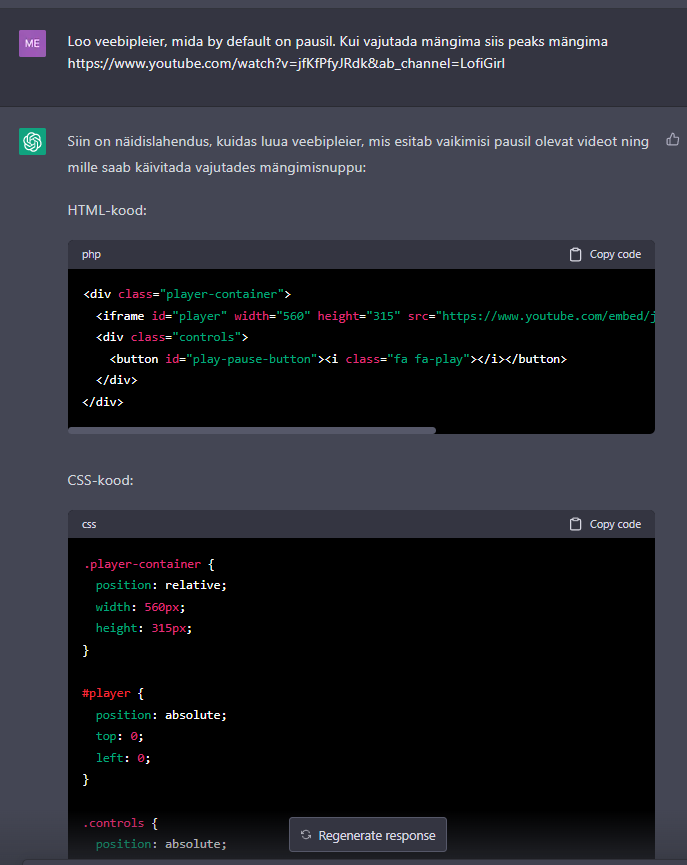 ME
Loo veebipleier, mida by default on pausil. Kui vajutada mängima siis peaks mängima
https://www.youtube.com/watch?v=jfKfPfyJRdk&ab_channel=LofiGirl
Siin on näidislahendus, kuidas luua veebipleier, mis esitab vaikimisi pausil olevat videot ning
mille saab käivitada vajutades mängimisnuppu:
HTML-kood:
php Copy code
<div class="player-container">
<iframe id="player" width="560" height="315" src="https://www.youtube.com/embed/j
<div class="controls">
<button id="play-pause-button"><i class="fa fa-play"></i></button>
</div>
</div>
CSS-kood:
css Copy code
.player-container {
position: relative;
width: 560px;
height: 315px;
}
#player {
position: absolute;
top: 0;
left: 0;
}
.controls {
position: absolute;
Regenerate response